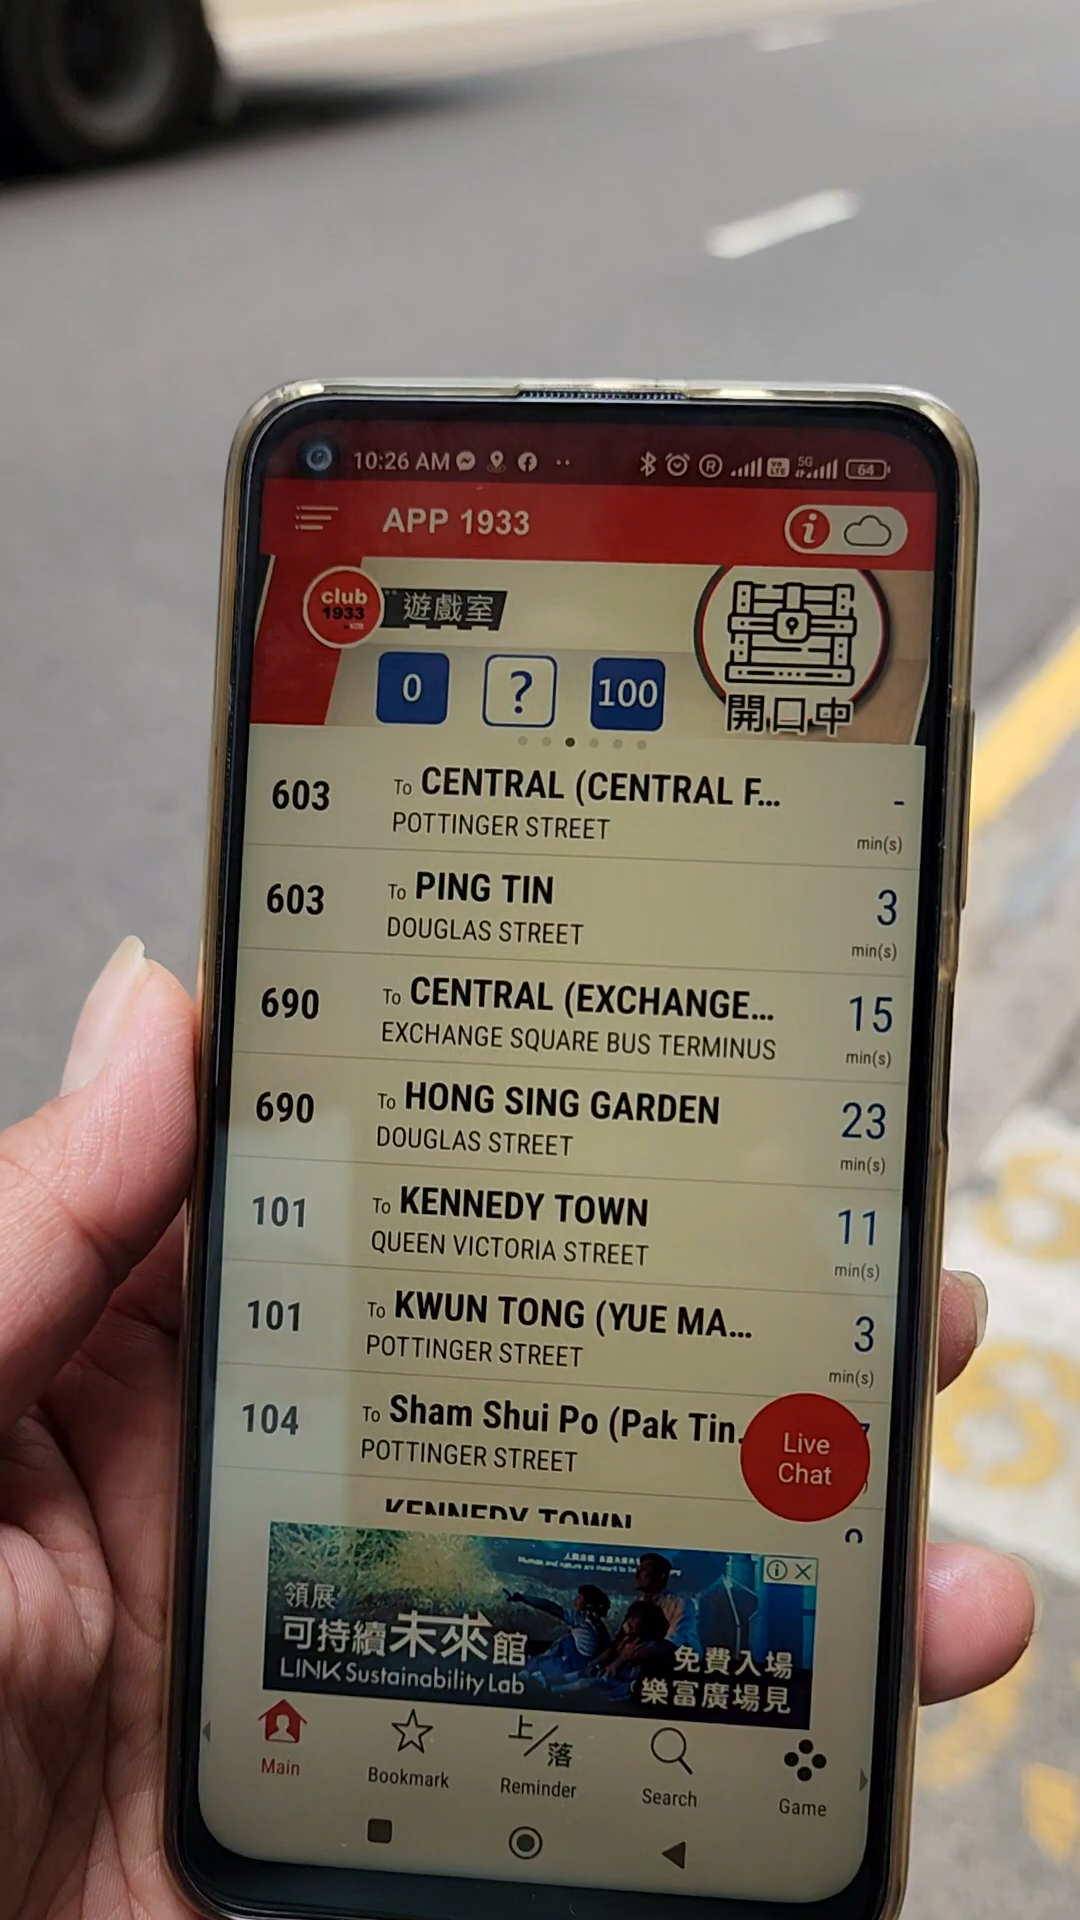 10:26 AM
VoLTE
5G
64
APP 1933
club
1933
遊戲室
0 ? 100
開口中
603 To CENTRAL (CENTRAL F... -
POTTINGER STREET min(s)
603 To PING TIN 3
DOUGLAS STREET min(s)
690 To CENTRAL (EXCHANGE... 15
EXCHANGE SQUARE BUS TERMINUS min(s)
690 To HONG SING GARDEN 23
DOUGLAS STREET min(s)
101 To KENNEDY TOWN 11
QUEEN VICTORIA STREET min(s)
101 To KWUN TONG (YUE MA... 3
POTTINGER STREET min(s)
104 To Sham Shui Po (Pak Tin...
POTTINGER STREET
Live
Chat
KENNEDY TOWN
領展
可持續未來館
LINK Sustainability Lab
免費入場
樂富廣場見
Main
Bookmark
上/落
Reminder
Search
Game